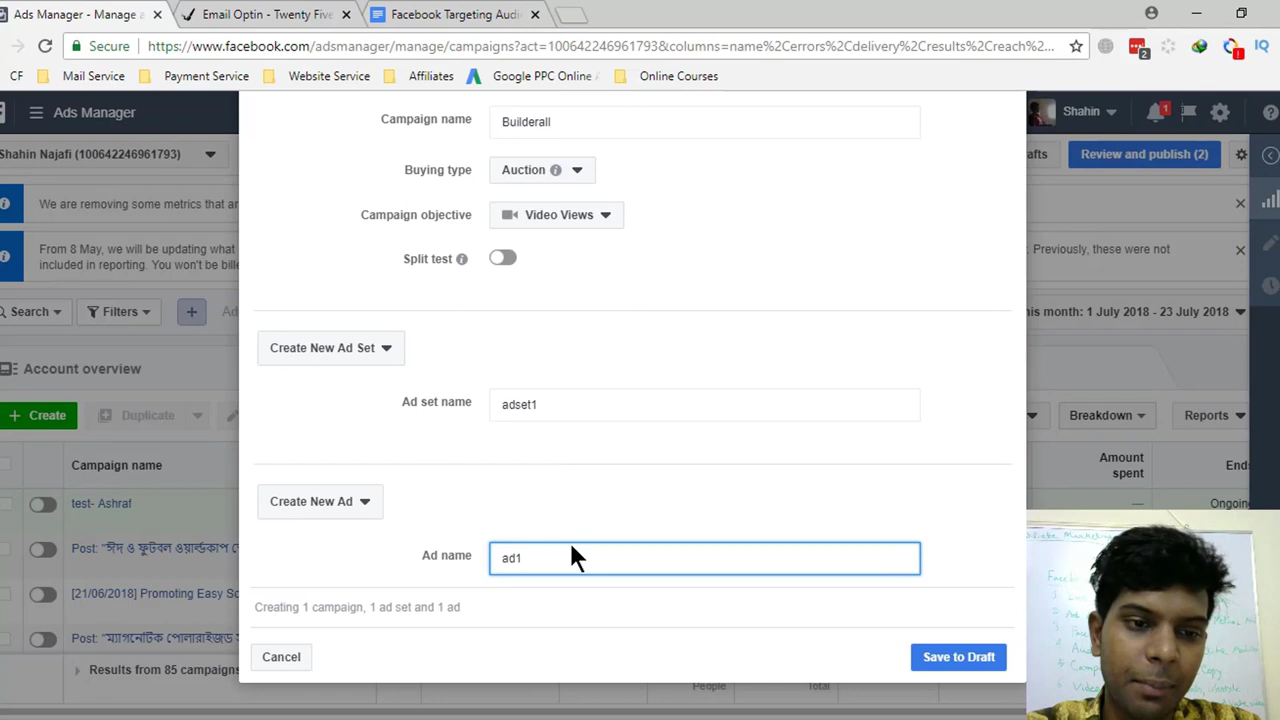 Ads Manager - Manage a
Email Optin - Twenty Five
Facebook Targeting Audi
Secure
https://www.facebook.com/adsmanager/manage/campaigns?act=100642246961793&columns=name%2Cerrors%2Cdelivery%2Cresults%2Creach...
2
CF
Mail Service
Payment Service
Website Service
Affiliates
Google PPC Online
Online Courses
Ads Manager
Shahin
1
Shahin Najafi (100642246961793)
afts
Review and publish (2)
We are removing some metrics that ar
From 8 May, we will be updating what
included in reporting. You won't be bille
Previously, these were not
Search
Filters
Ad
his month: 1 July 2018 - 23 July 2018
Account overview
+ Create
Duplicate
Breakdown
Reports
Campaign name
Amount
spent
Ends
test- Ashraf
—
Ongoing
Post: "ঈদ ও ফুটবল ওয়ার্ল্ডকাপ
[21/06/2018] Promoting Easy Sc
Post: "ম্যাগনেটিক পোলারাইজড
Results from 85 campaigns
People
Total
Campaign name
Builderall
Buying type
Auction
Campaign objective
Video Views
Split test
Create New Ad Set
Ad set name
adset1
Create New Ad
Ad name
ad1
Creating 1 campaign, 1 ad set and 1 ad
Cancel
Save to Draft